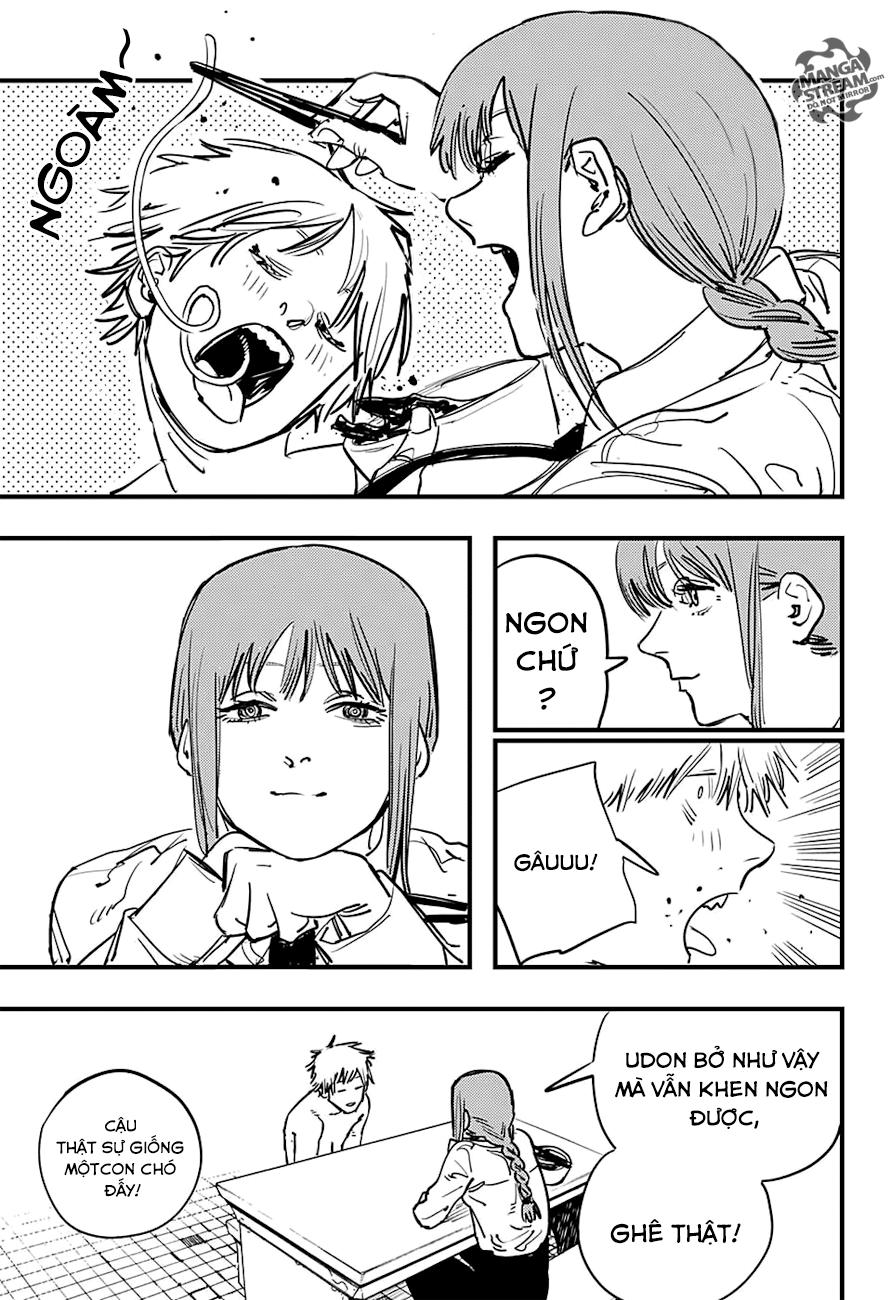 MANGA
STREAM.com
DO NOT MIRROR
NGOÀM~
NGON
CHỨ
?
GÂUUU!
UDON BỞ NHƯ VẬY
MÀ VẪN KHEN NGON
ĐƯỢC,
GHÊ THẬT!
CẬU
THẬT SỰ GIỐNG
MỘTCON CHÓ
ĐẤY!